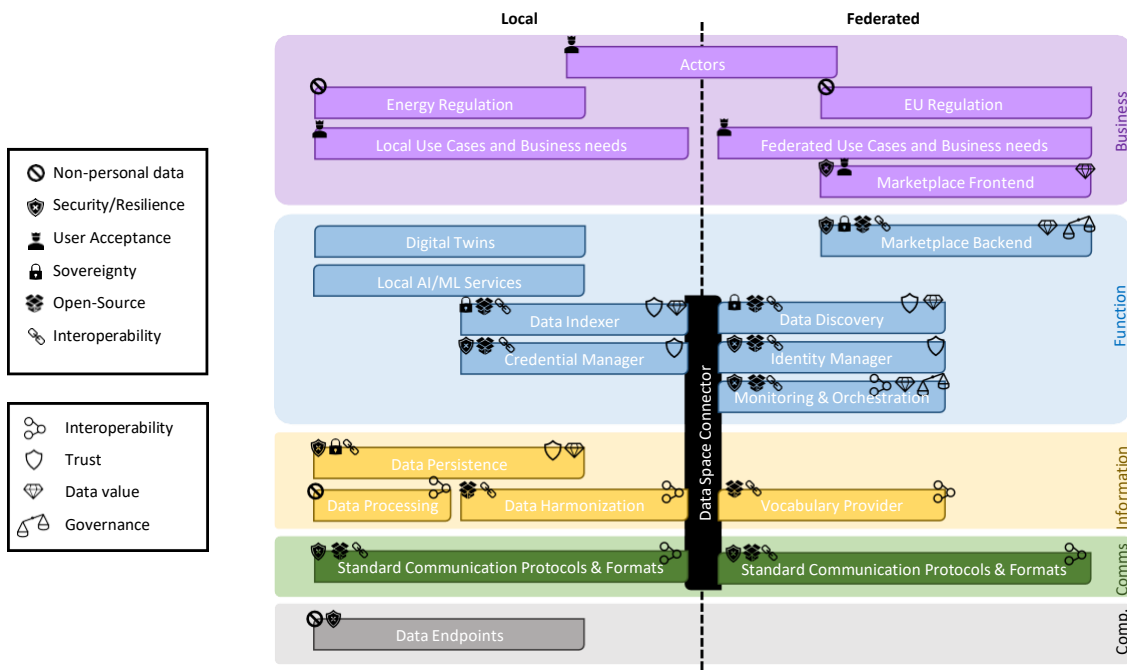 Local
Federated
Actors
Energy Regulation
EU Regulation
Local Use Cases and Business needs
Federated Use Cases and Business needs
Marketplace Frontend
Business
Non-personal data
Security/Resilience
User Acceptance
Sovereignty
Open-Source
Interoperability
Digital Twins
Marketplace Backend
Local AI/ML Services
Data Indexer
Data Discovery
Credential Manager
Identity Manager
Monitoring & Orchestration
Function
Data Space Connector
Interoperability
Trust
Data value
Governance
Data Persistence
Data Processing
Data Harmonization
Vocabulary Provider
Information
Standard Communication Protocols & Formats
Standard Communication Protocols & Formats
Comms
Data Endpoints
Comp.